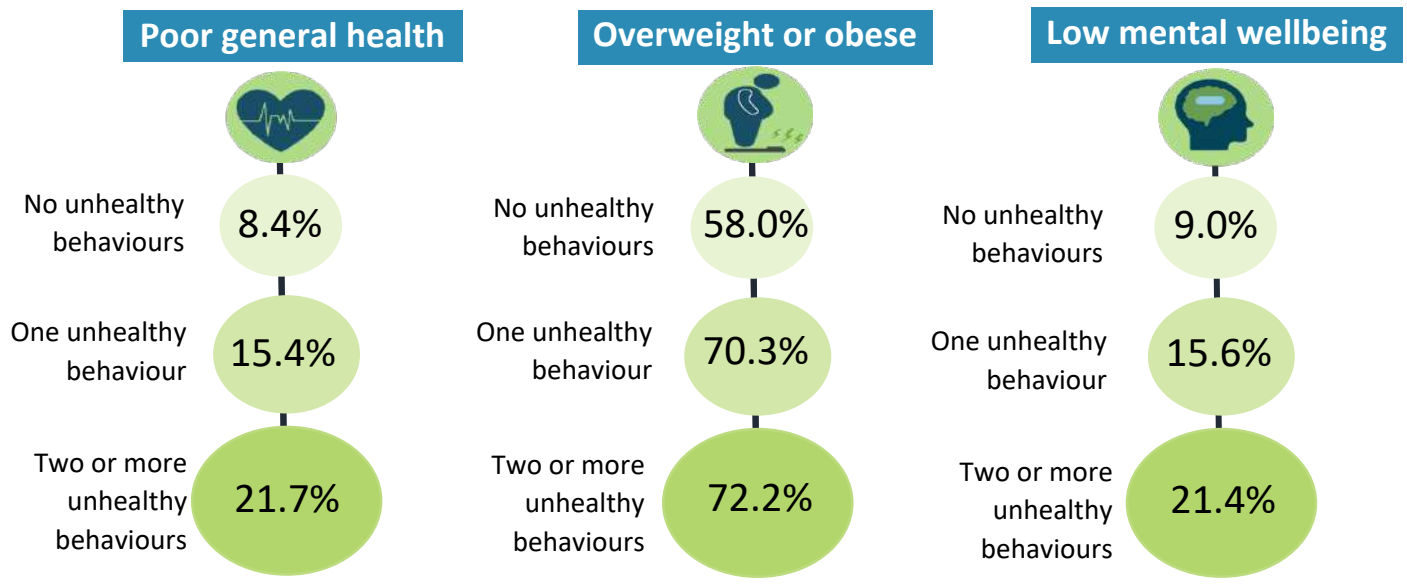 Poor general health
No unhealthy
behaviours
8.4%
One unhealthy
behaviour
15.4%
Two or more
unhealthy
behaviours
21.7%
Overweight or obese
No unhealthy
behaviours
58.0%
One unhealthy
behaviour
70.3%
Two or more
unhealthy
behaviours
72.2%
Low mental wellbeing
No unhealthy
behaviours
9.0%
One unhealthy
behaviour
15.6%
Two or more
unhealthy
behaviours
21.4%